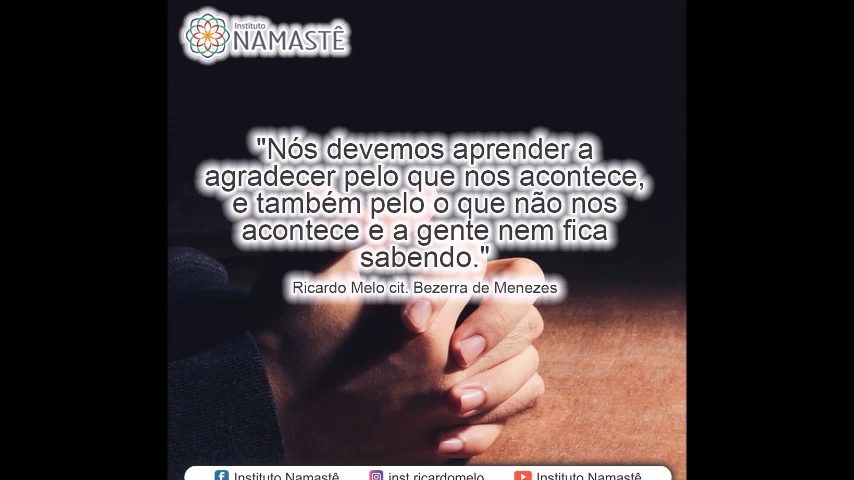 Instituto
NAMASTÊ
"Nós devemos aprender a
agradecer pelo que nos acontece,
e também pelo o que não nos
acontece e a gente nem fica
sabendo."
Ricardo Melo cit. Bezerra de Menezes
Instituto Namastê inst.ricardomelo Instituto Namastê